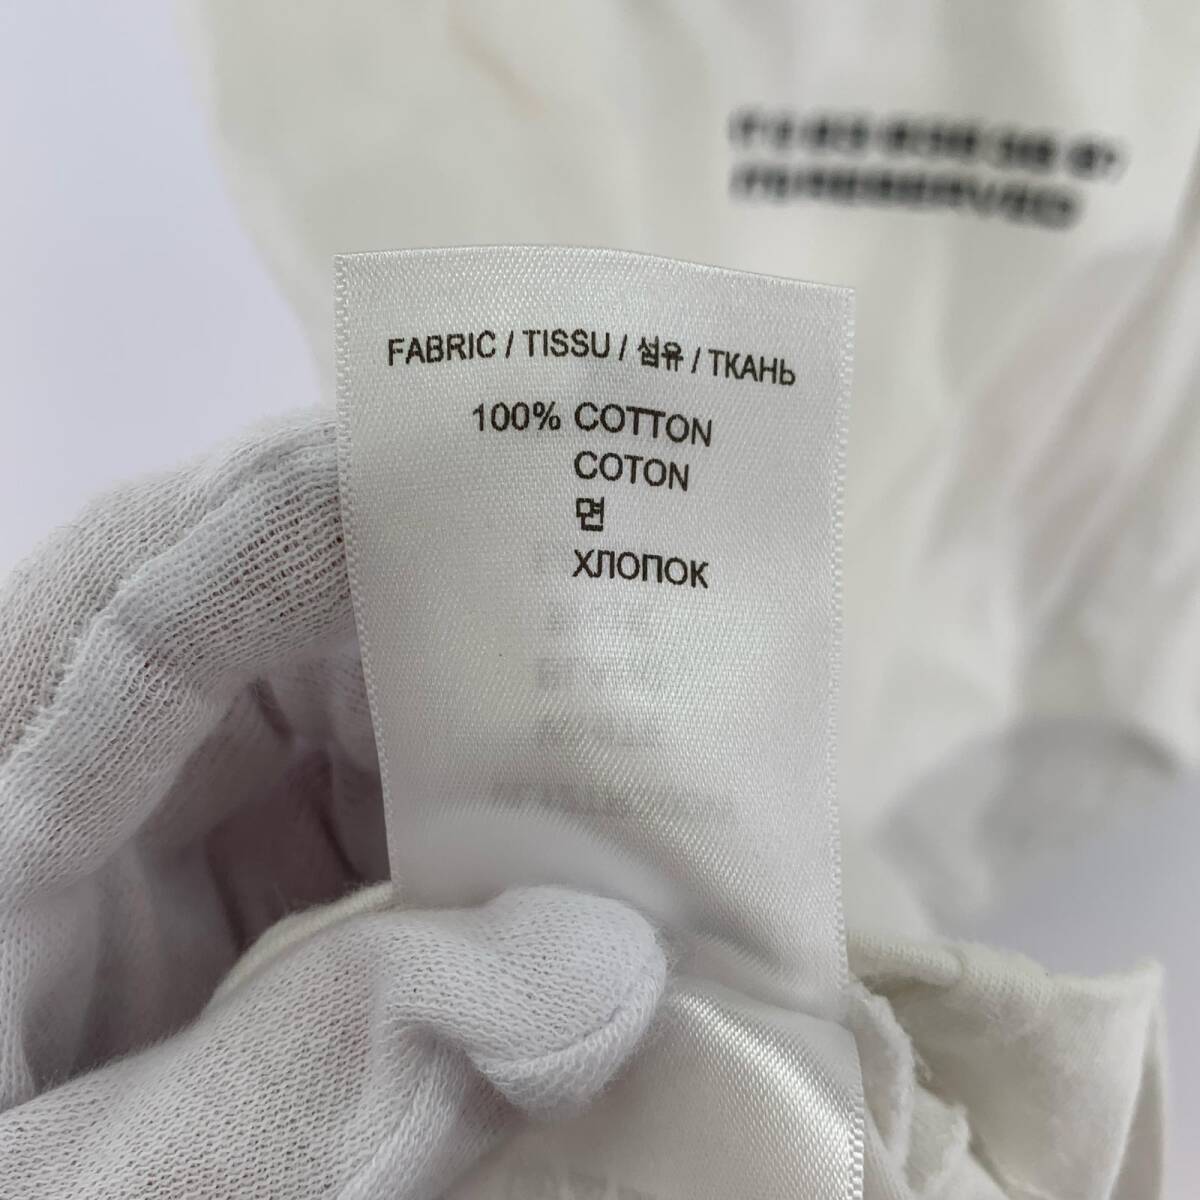 FABRIC / TISSU / 섬유 / ТКАНЬ
100% COTTON
COTON
면
ХЛОПОК